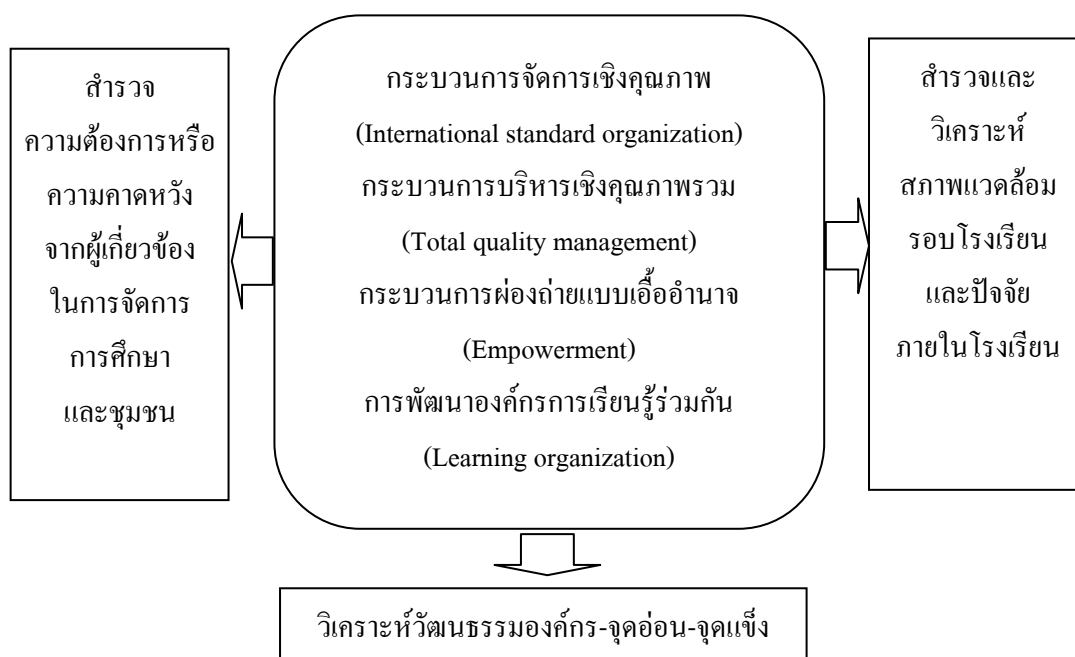 สำรวจ
ความต้องการหรือ
ความคาดหวัง
จากผู้เกี่ยวข้อง
ในการจัดการ
การศึกษา
และชุมชน
กระบวนการจัดการเชิงคุณภาพ
(International standard organization)
กระบวนการบริหารเชิงคุณภาพรวม
(Total quality management)
กระบวนการผ่องถ่ายแบบเอื้ออำนาจ
(Empowerment)
การพัฒนาองค์กรการเรียนรู้ร่วมกัน
(Learning organization)
สำรวจและ
วิเคราะห์
สภาพแวดล้อม
รอบโรงเรียน
และปัจจัย
ภายในโรงเรียน
วิเคราะห์วัฒนธรรมองค์กร-จุดอ่อน-จุดแข็ง